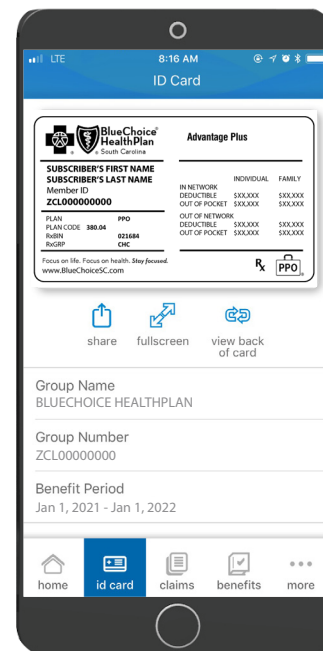 LTE 8:16 AM
ID Card
BlueChoice®
HealthPlan
South Carolina
Advantage Plus
SUBSCRIBER'S FIRST NAME
SUBSCRIBER'S LAST NAME
Member ID
ZCL000000000
INDIVIDUAL FAMILY
IN NETWORK
DEDUCTIBLE $XX,XXX $XX,XXX
OUT OF POCKET $XX,XXX $XX,XXX
PLAN PPO
PLAN CODE 380.04
RxBIN 021684
RxGRP CHC
OUT OF NETWORK
DEDUCTIBLE $XX,XXX $XX,XXX
OUT OF POCKET $XX,XXX $XX,XXX
Focus on life. Focus on health. Stay focused.
www.BlueChoiceSC.com
Rx PPO
share fullscreen view back
of card
Group Name
BLUECHOICE HEALTHPLAN
Group Number
ZCL00000000
Benefit Period
Jan 1, 2021 - Jan 1, 2022
home id card claims benefits more